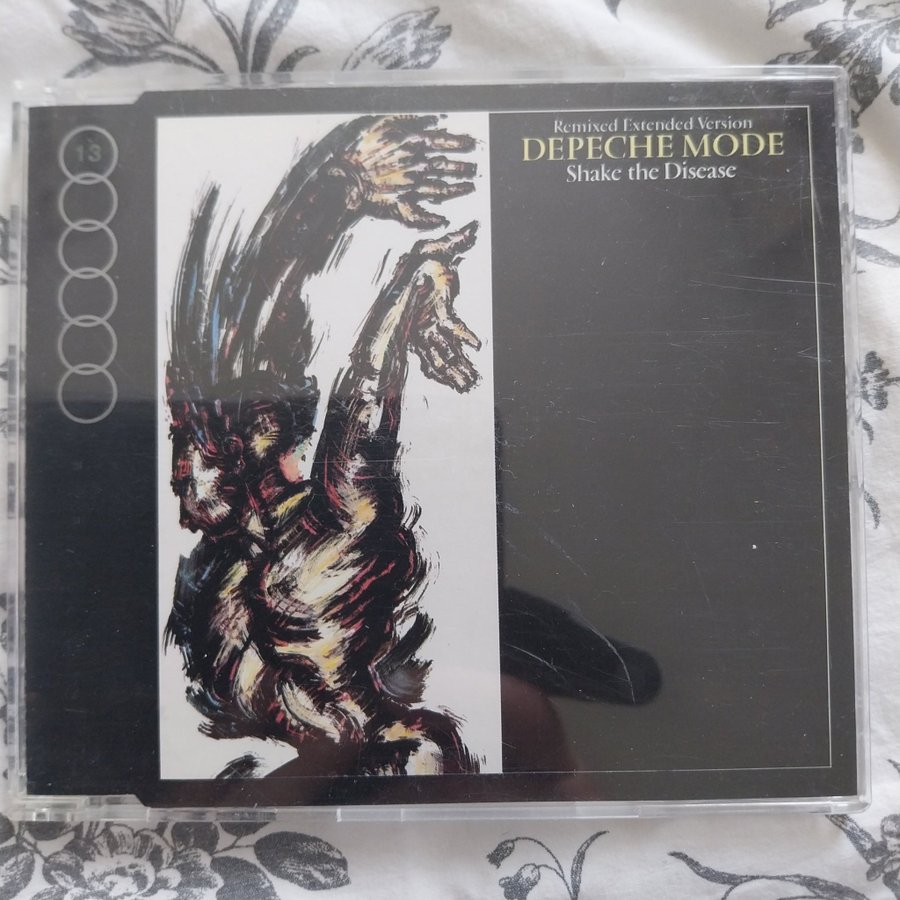 13
Remixed Extended Version
DEPECHE MODE
Shake the Disease